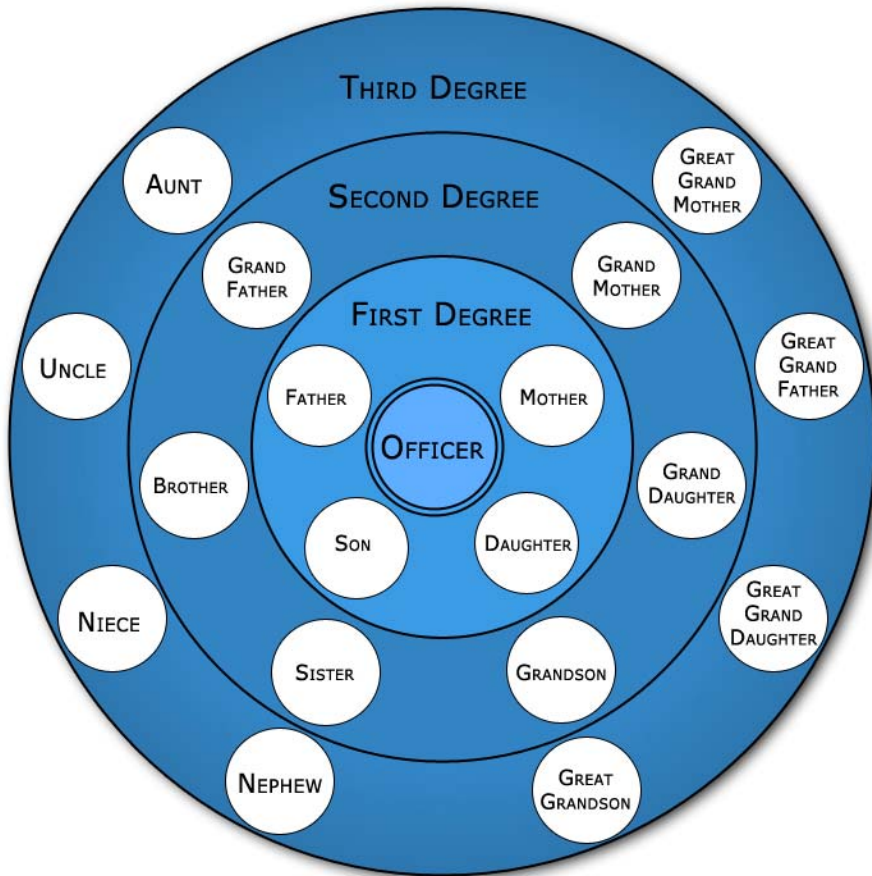 THIRD DEGREE
AUNT
GREAT
GRAND
MOTHER
SECOND DEGREE
GRAND
FATHER
GRAND
MOTHER
FIRST DEGREE
UNCLE
GREAT
GRAND
FATHER
FATHER
MOTHER
OFFICER
BROTHER
GRAND
DAUGHTER
SON
DAUGHTER
NIECE
GREAT
GRAND
DAUGHTER
SISTER
GRANDSON
NEPHEW
GREAT
GRANDSON